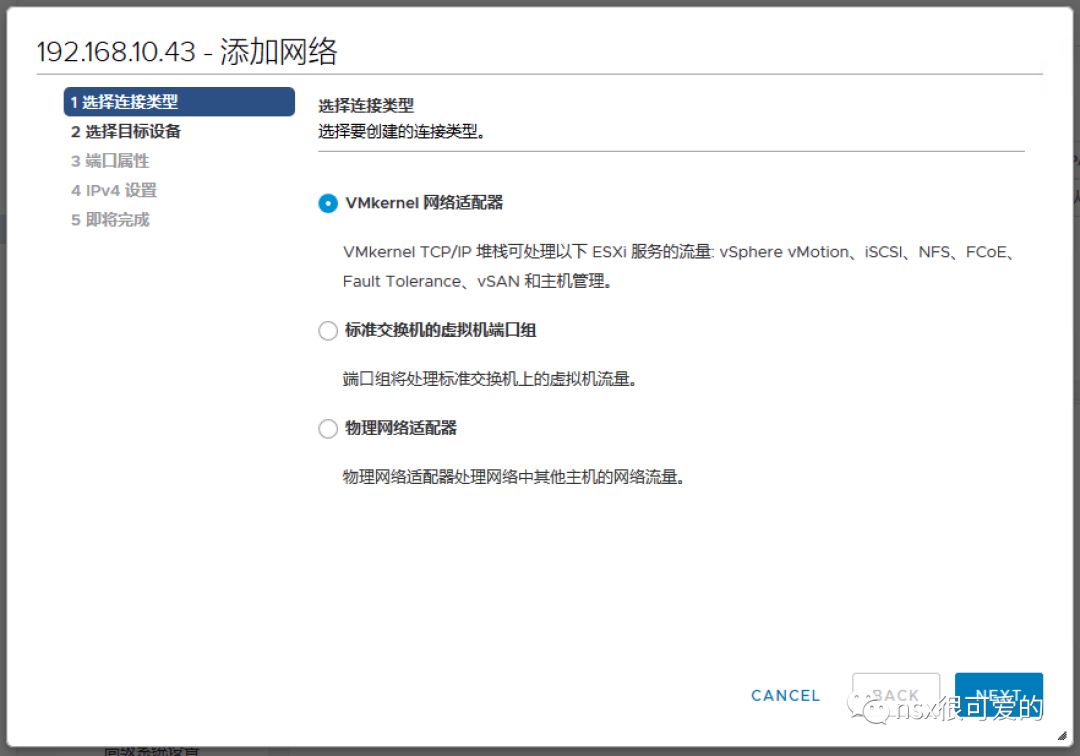 192.168.10.43 - 添加网络
1 选择连接类型
2 选择目标设备
3 端口属性
4 IPv4 设置
5 即将完成
选择连接类型
选择要创建的连接类型。
VMkernel 网络适配器
VMkernel TCP/IP 堆栈可处理以下 ESXi 服务的流量: vSphere vMotion、iSCSI、NFS、FCoE、
Fault Tolerance、vSAN 和主机管理。
标准交换机的虚拟机端口组
端口组将处理标准交换机上的虚拟机流量。
物理网络适配器
物理网络适配器处理网络中其他主机的网络流量。
CANCEL
BACK
NEXT
nsx很可爱的
高级系统设置